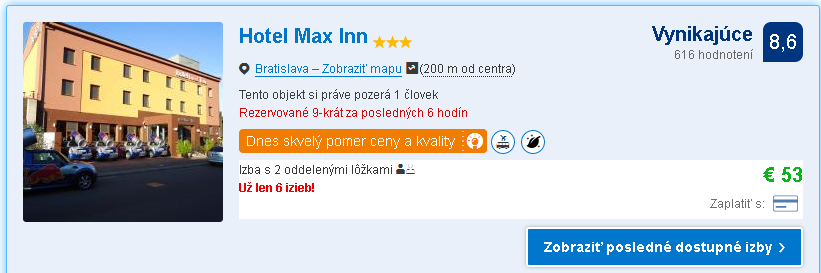 Hotel Max Inn
Vynikajúce
616 hodnotení
8,6
Bratislava – Zobraziť mapu (200 m od centra)
Tento objekt si práve pozerá 1 človek
Rezervované 9-krát za posledných 6 hodín
Dnes skvelý pomer ceny a kvality
Izba s 2 oddelenými lôžkami
€ 53
Už len 6 izieb!
Zaplatiť s:
Zobraziť posledné dostupné izby